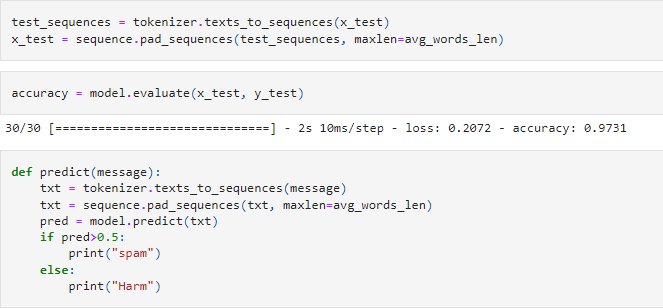 test_sequences = tokenizer.texts_to_sequences(x_test)
x_test = sequence.pad_sequences(test_sequences, maxlen=avg_words_len)
accuracy = model.evaluate(x_test, y_test)
30/30 [==============================] - 2s 10ms/step - loss: 0.2072 - accuracy: 0.9731
def predict(message):
    txt = tokenizer.texts_to_sequences(message)
    txt = sequence.pad_sequences(txt, maxlen=avg_words_len)
    pred = model.predict(txt)
    if pred>0.5:
        print("spam")
    else:
        print("Harm")